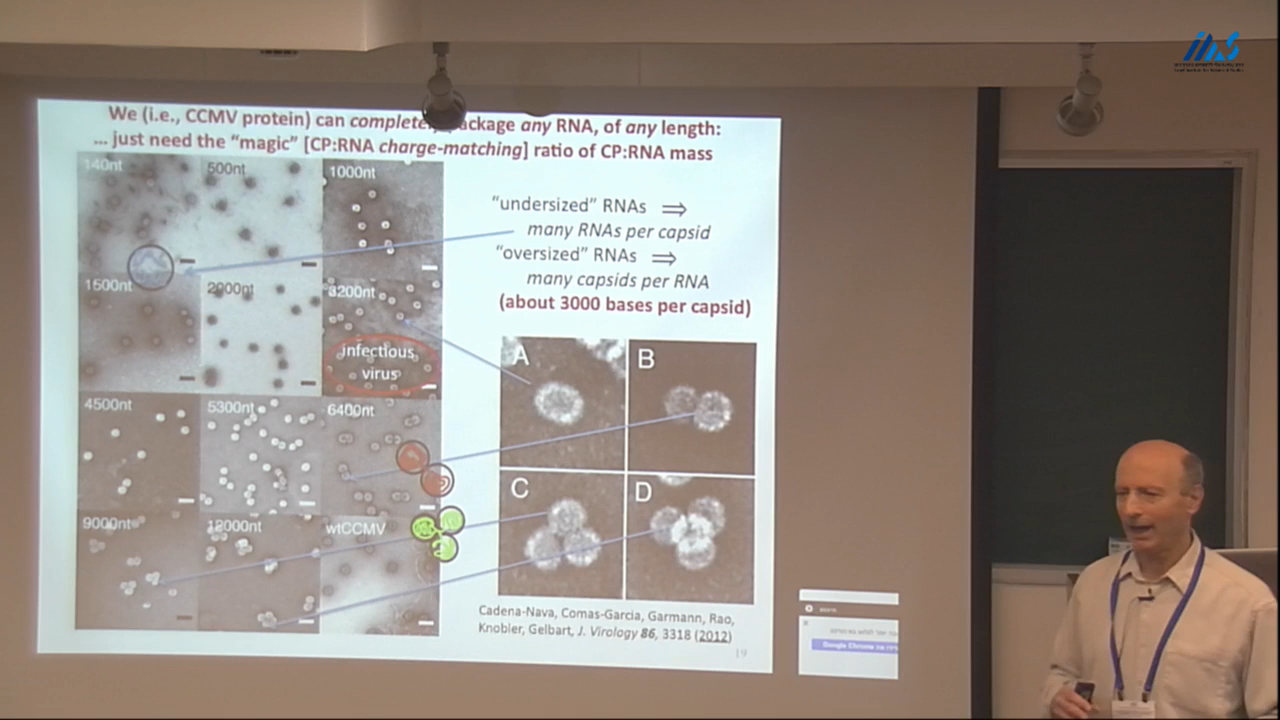 We (i.e., CCMV protein) can completely package any RNA, of any length:
... just need the “magic” [CP:RNA charge-matching] ratio of CP:RNA mass
140nt
500nt
1000nt
“undersized” RNAs ⇒
many RNAs per capsid
“oversized” RNAs ⇒
many capsids per RNA
(about 3000 bases per capsid)
1500nt
2000nt
3200nt
infectious
virus
A
B
4500nt
5300nt
6400nt
C
D
9000nt
12000nt
wtCCMV
Cadena-Nava, Comas-Garcia, Garmann, Rao,
Knobler, Gelbart, J. Virology 86, 3318 (2012)
19
Google Chrome